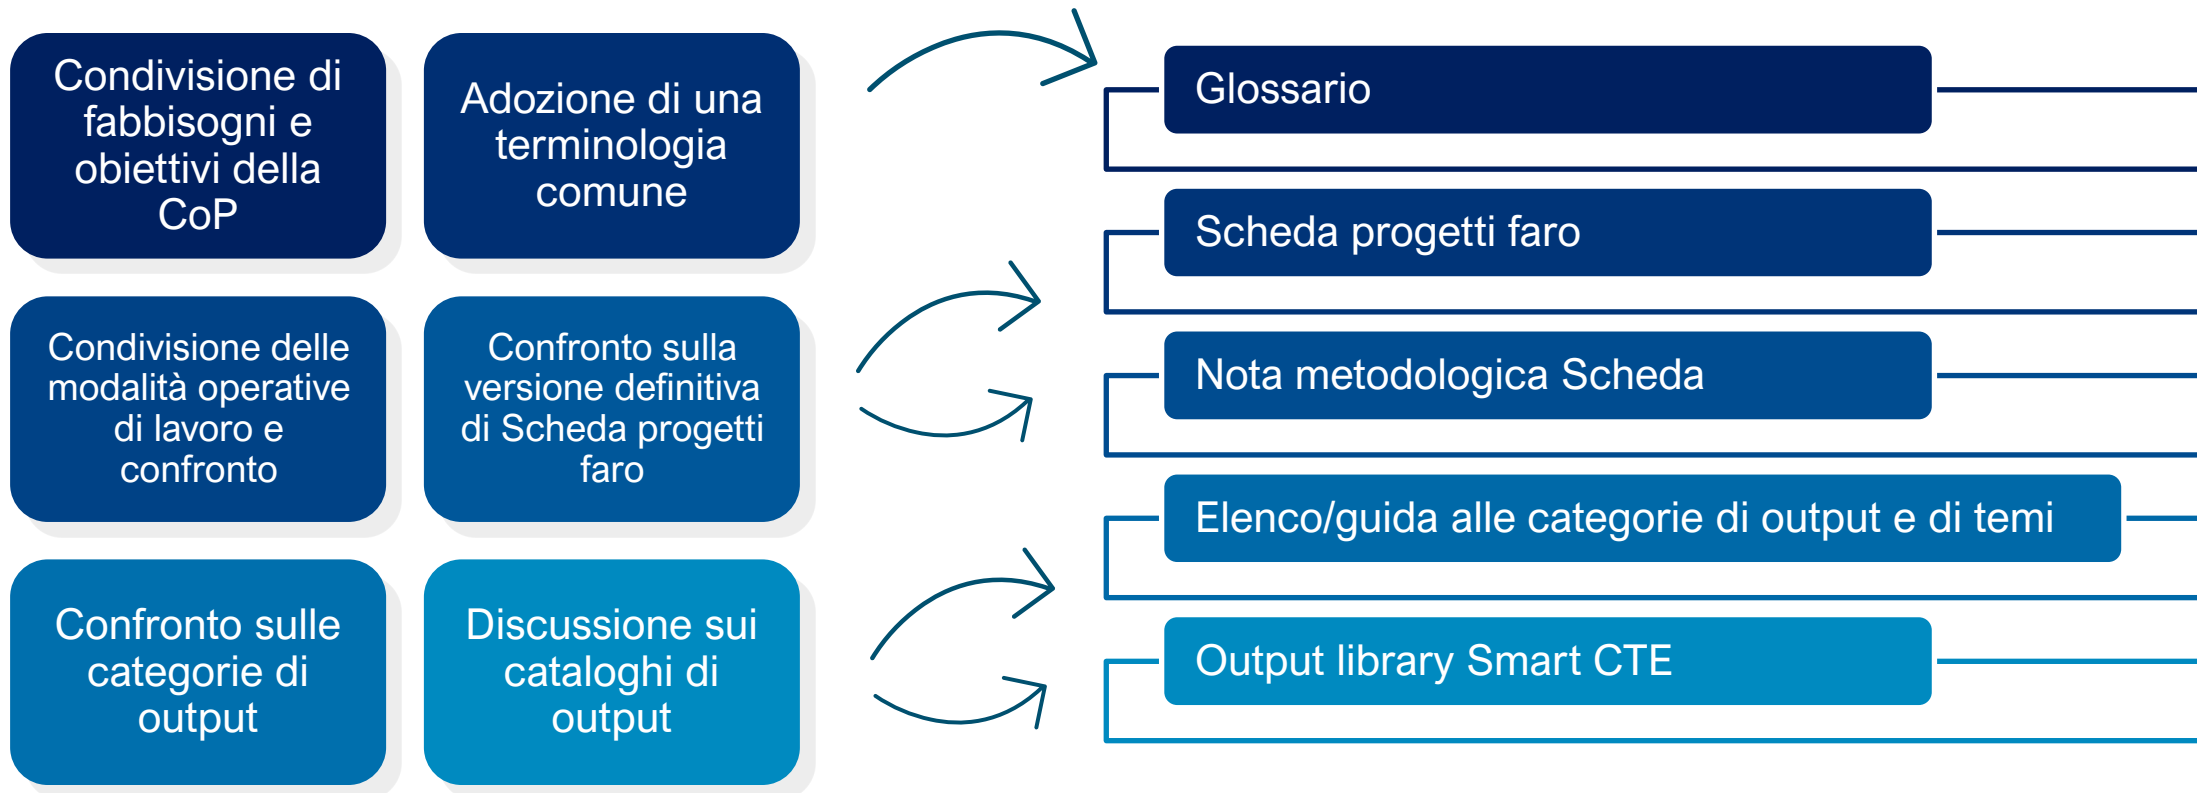 Condivisione di
fabbisogni e
obiettivi della
CoP
Adozione di una
terminologia
comune
Condivisione delle
modalità operative
di lavoro e
confronto
Confronto sulla
versione definitiva
di Scheda progetti
faro
Confronto sulle
categorie di
output
Discussione sui
cataloghi di
output
Glossario
Scheda progetti faro
Nota metodologica Scheda
Elenco/guida alle categorie di output e di temi
Output library Smart CTE